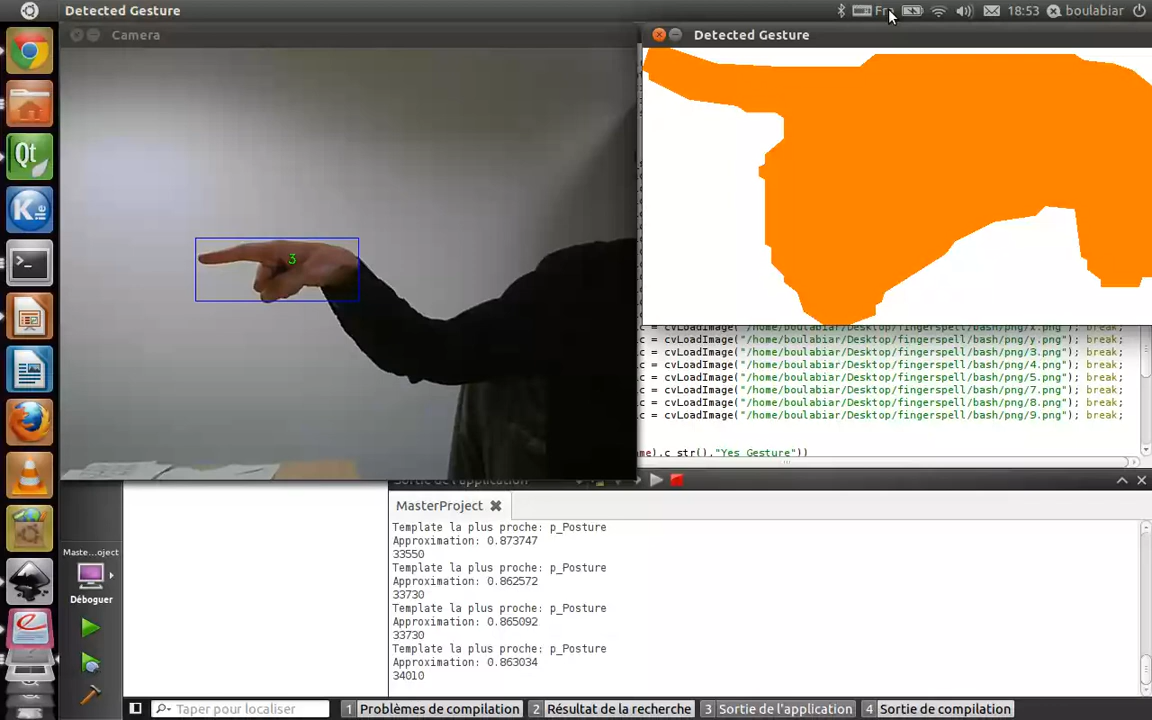 Detected Gesture
18:53
boulabiar
Camera
Detected Gesture
3
Qt
= cvLoadImage("/home/boulabiar/Desktop/fingerspell/bash/png/x.png"); break;
c = cvLoadImage("/home/boulabiar/Desktop/fingerspell/bash/png/y.png"); break;
c = cvLoadImage("/home/boulabiar/Desktop/fingerspell/bash/png/3.png"); break;
c = cvLoadImage("/home/boulabiar/Desktop/fingerspell/bash/png/4.png"); break;
c = cvLoadImage("/home/boulabiar/Desktop/fingerspell/bash/png/5.png"); break;
c = cvLoadImage("/home/boulabiar/Desktop/fingerspell/bash/png/7.png"); break;
c = cvLoadImage("/home/boulabiar/Desktop/fingerspell/bash/png/8.png"); break;
c = cvLoadImage("/home/boulabiar/Desktop/fingerspell/bash/png/9.png"); break;
.c_str(),"Yes Gesture"))
Sortie de l'application
MasterProject
Template la plus proche: p_Posture
Approximation: 0.873747
33550
Template la plus proche: p_Posture
Approximation: 0.862572
33730
Template la plus proche: p_Posture
Approximation: 0.865092
33730
Template la plus proche: p_Posture
Approximation: 0.863034
34010
Maste...oject
Déboguer
Taper pour localiser
1 Problèmes de compilation
2 Résultat de la recherche
3 Sortie de l'application
4 Sortie de compilation